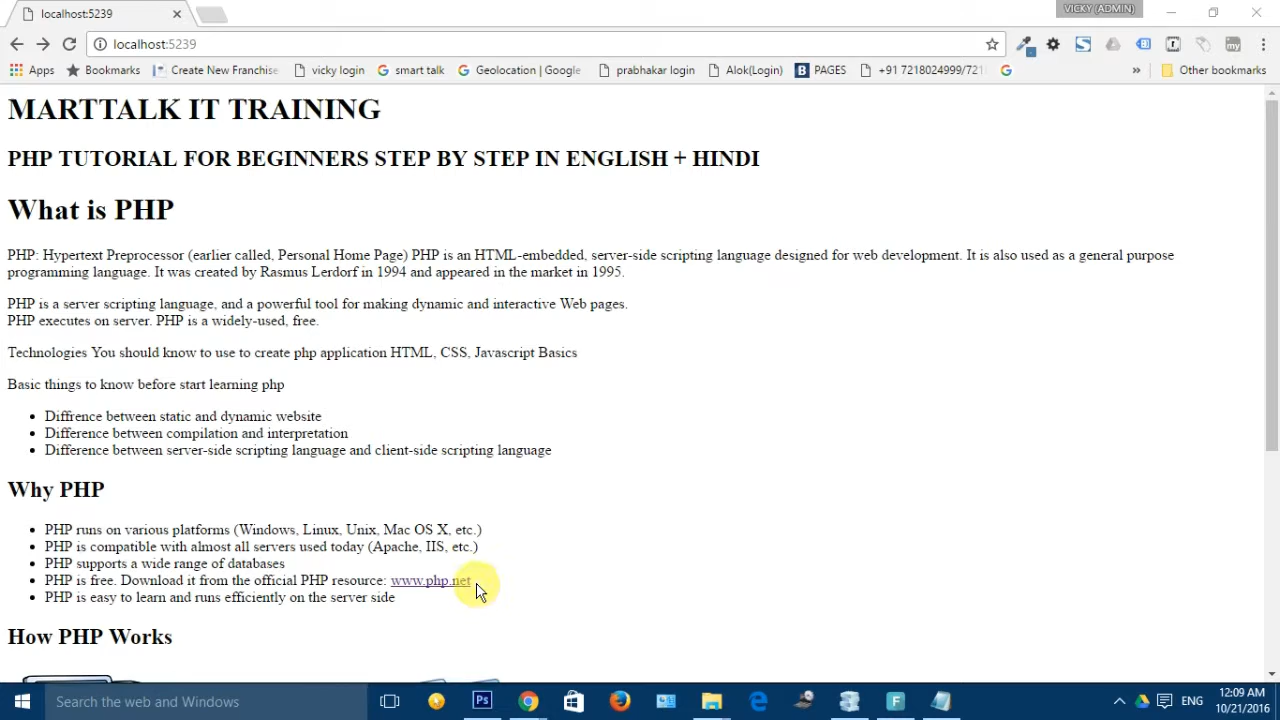 localhost:5239
VICKY (ADMIN)
localhost:5239
Apps Bookmarks Create New Franchise vicky login smart talk Geolocation | Google prabhakar login Alok(Login) PAGES +91 7218024999/721 » Other bookmarks
MARTTALK IT TRAINING
PHP TUTORIAL FOR BEGINNERS STEP BY STEP IN ENGLISH + HINDI
What is PHP
PHP: Hypertext Preprocessor (earlier called, Personal Home Page) PHP is an HTML-embedded, server-side scripting language designed for web development. It is also used as a general purpose
programming language. It was created by Rasmus Lerdorf in 1994 and appeared in the market in 1995.
PHP is a server scripting language, and a powerful tool for making dynamic and interactive Web pages.
PHP executes on server. PHP is a widely-used, free.
Technologies You should know to use to create php application HTML, CSS, Javascript Basics
Basic things to know before start learning php
• Diffrence between static and dynamic website
• Difference between compilation and interpretation
• Difference between server-side scripting language and client-side scripting language
Why PHP
• PHP runs on various platforms (Windows, Linux, Unix, Mac OS X, etc.)
• PHP is compatible with almost all servers used today (Apache, IIS, etc.)
• PHP supports a wide range of databases
• PHP is free. Download it from the official PHP resource: www.php.net
• PHP is easy to learn and runs efficiently on the server side
How PHP Works
Search the web and Windows
Ps
F
ENG
12:09 AM
10/21/2016